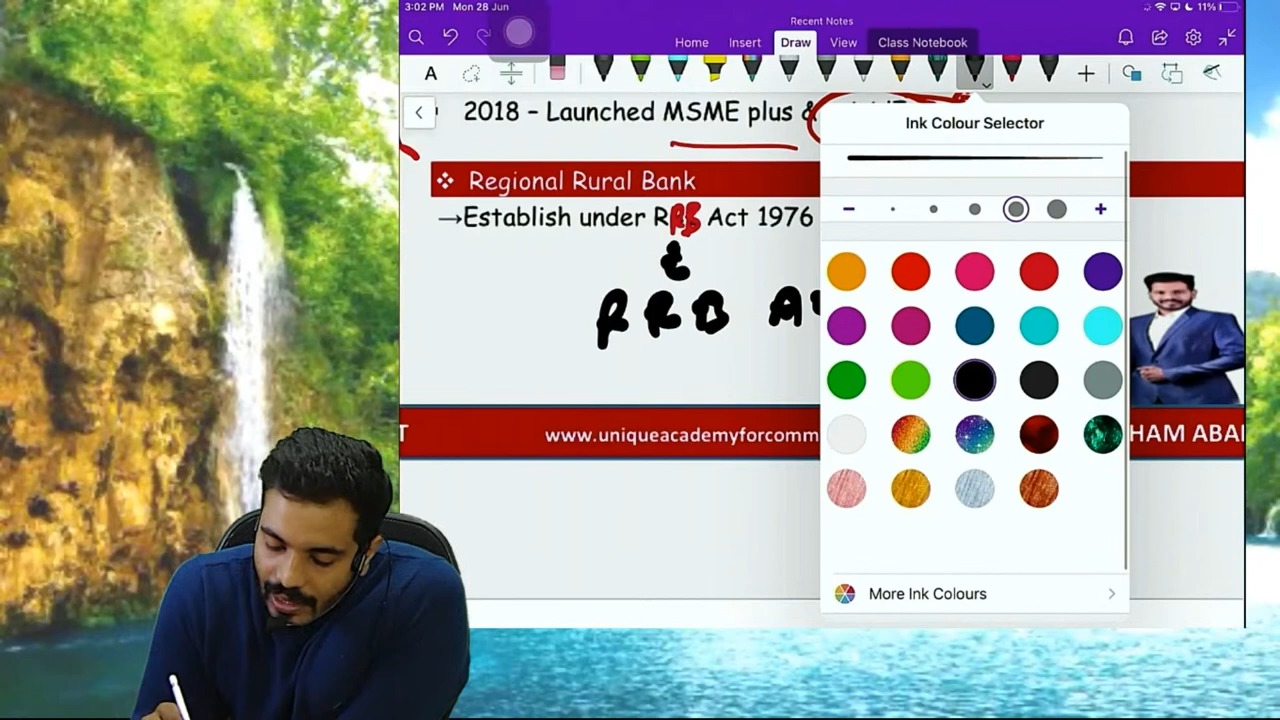 3:02 PM Mon 28 Jun
11%
Recent Notes
Home Insert Draw View Class Notebook
A
2018 – Launched MSME plus &
Ink Colour Selector
❖ Regional Rural Bank
→Establish under RRB Act 1976
RRB A
www.uniqueacademyforcomm
HAM ABA
T
More Ink Colours